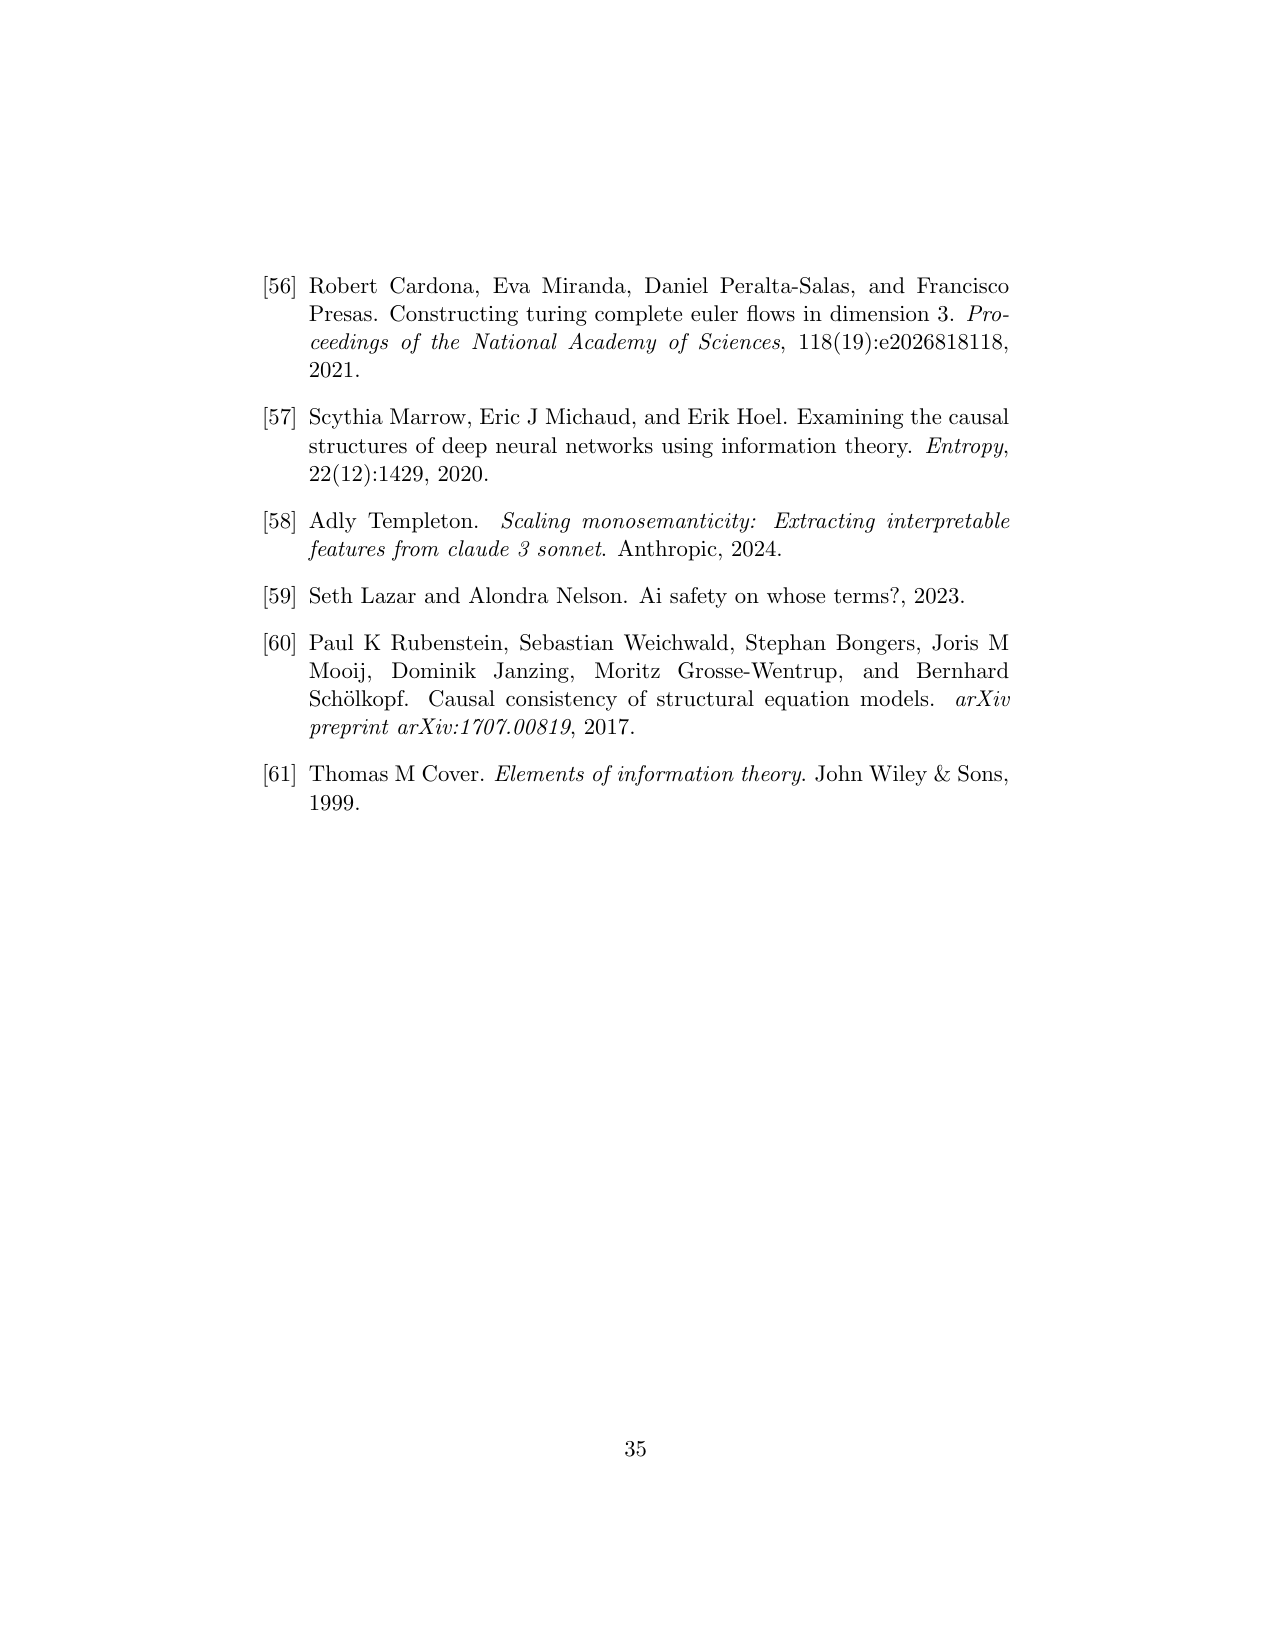 [56] Robert Cardona, Eva Miranda, Daniel Peralta-Salas, and Francisco
Presas. Constructing turing complete euler flows in dimension 3. Pro-
ceedings of the National Academy of Sciences, 118(19):e2026818118,
2021.
[57] Scythia Marrow, Eric J Michaud, and Erik Hoel. Examining the causal
structures of deep neural networks using information theory. Entropy,
22(12):1429, 2020.
[58] Adly Templeton. Scaling monosemanticity: Extracting interpretable
features from claude 3 sonnet. Anthropic, 2024.
[59] Seth Lazar and Alondra Nelson. Ai safety on whose terms?, 2023.
[60] Paul K Rubenstein, Sebastian Weichwald, Stephan Bongers, Joris M
Mooij, Dominik Janzing, Moritz Grosse-Wentrup, and Bernhard
Schölkopf. Causal consistency of structural equation models. arXiv
preprint arXiv:1707.00819, 2017.
[61] Thomas M Cover. Elements of information theory. John Wiley & Sons,
1999.
35